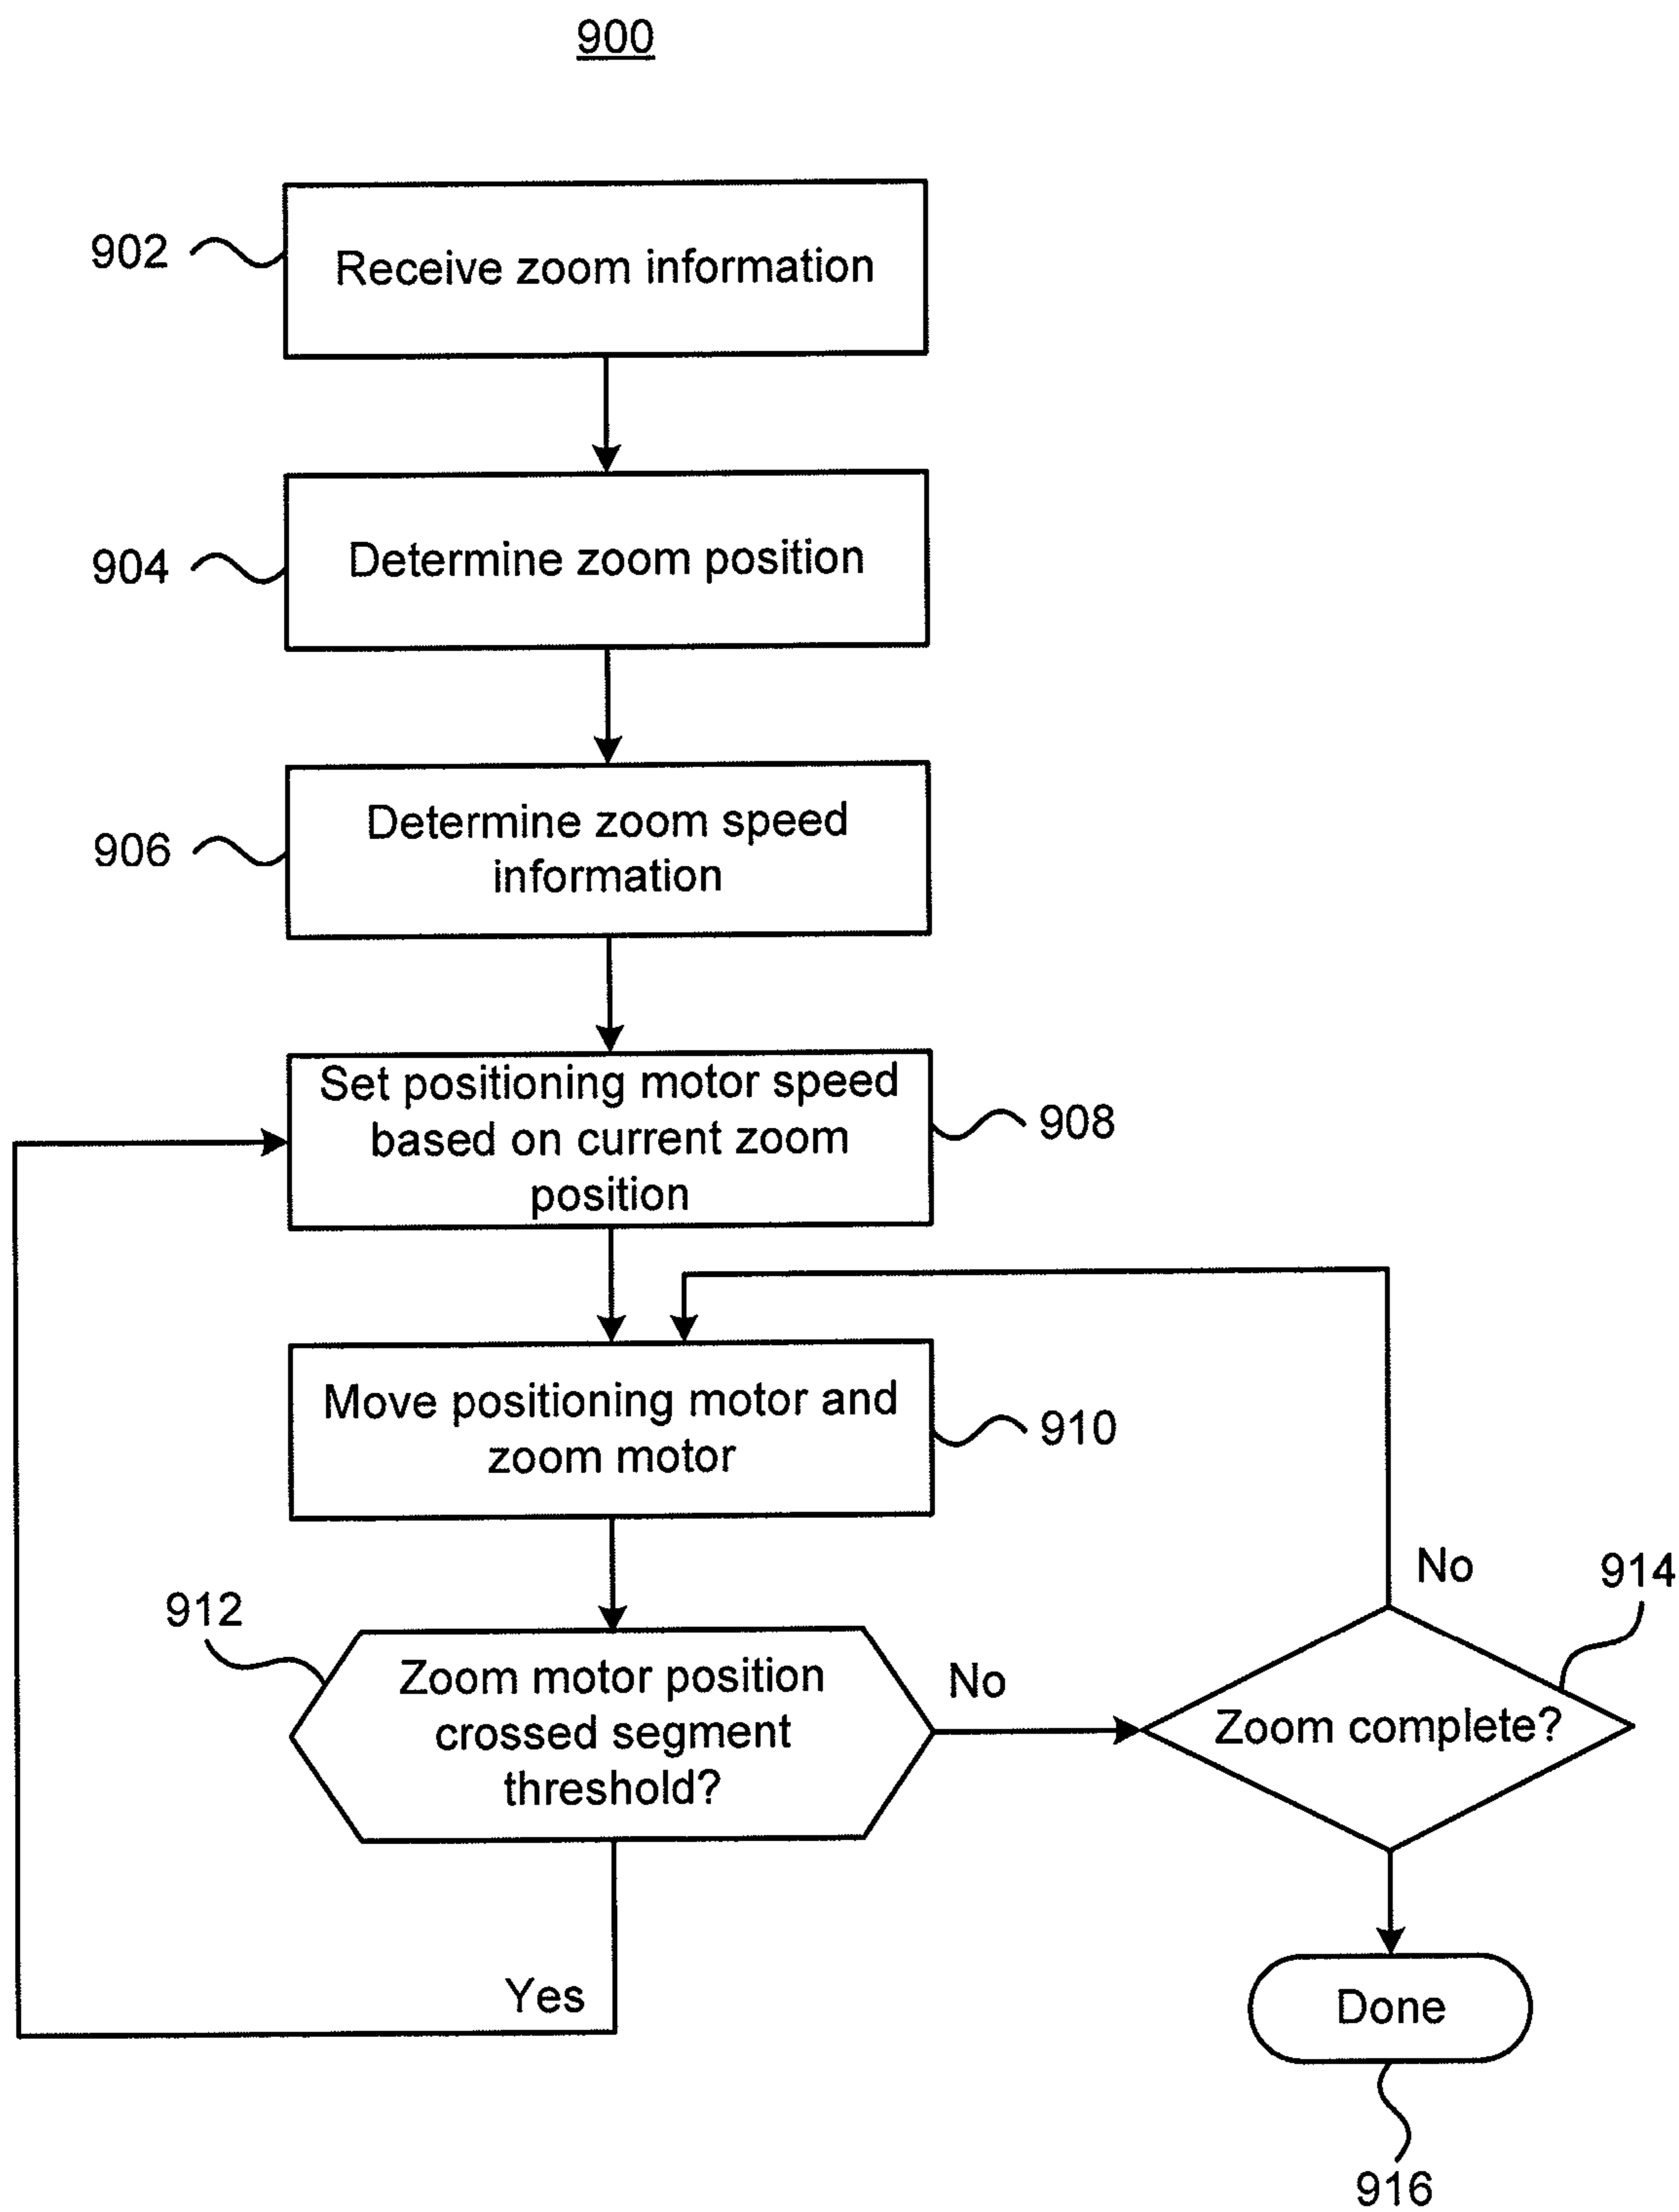 900
902
Receive zoom information
904
Determine zoom position
906
Determine zoom speed
information
Set positioning motor speed
based on current zoom
position
908
Move positioning motor and
zoom motor
910
912
Zoom motor position
crossed segment
threshold?
No
No
914
Zoom complete?
Yes
Done
916